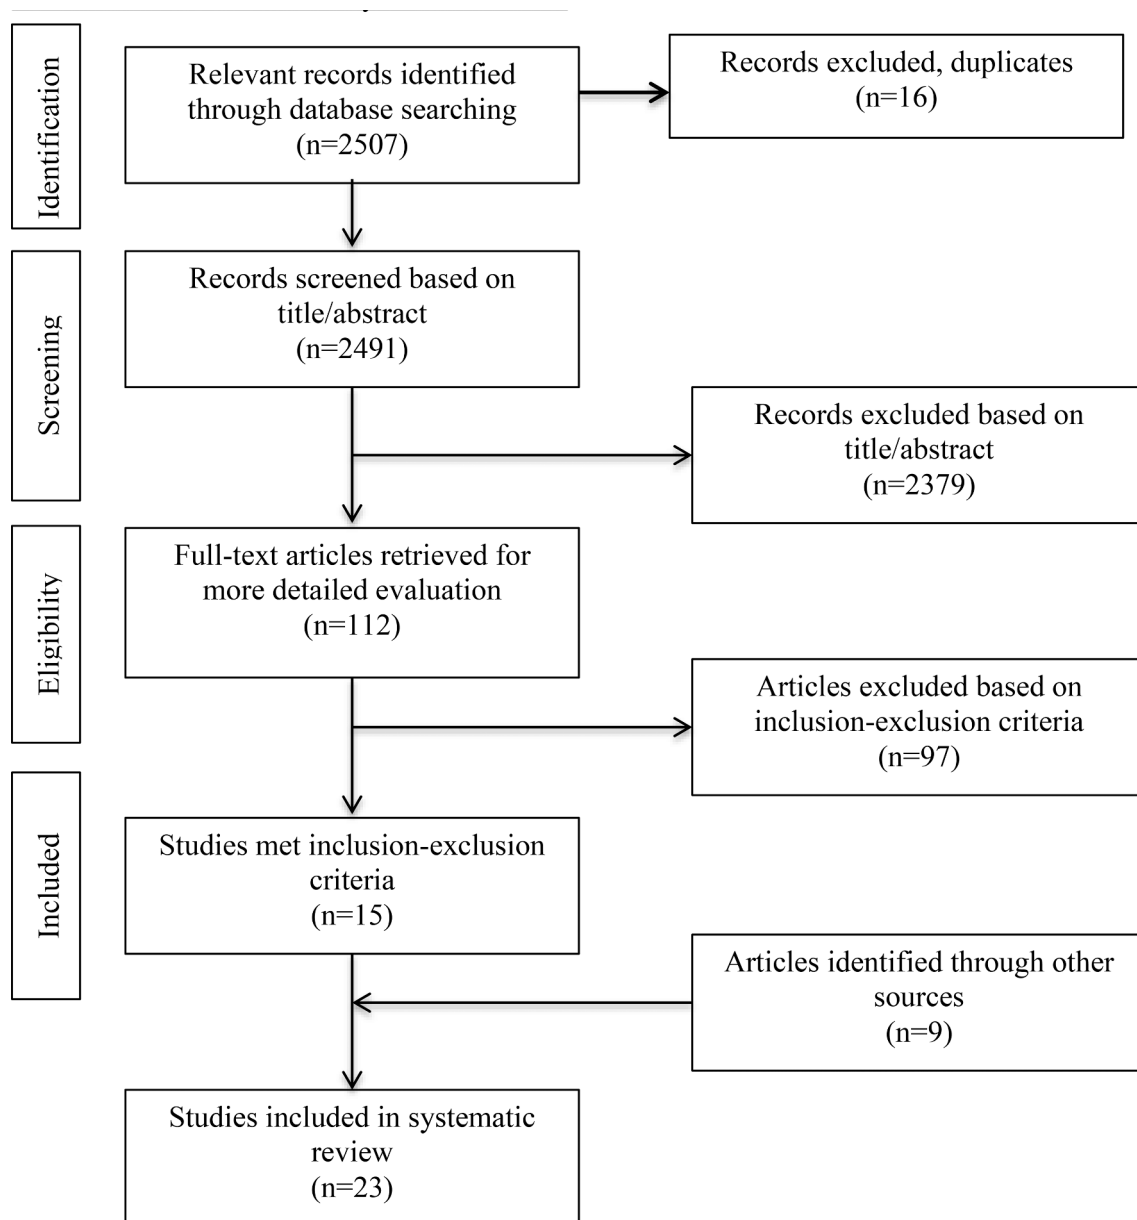 Identification
Relevant records identified
through database searching
(n=2507)
Records excluded, duplicates
(n=16)
Screening
Records screened based on
title/abstract
(n=2491)
Records excluded based on
title/abstract
(n=2379)
Eligibility
Full-text articles retrieved for
more detailed evaluation
(n=112)
Articles excluded based on
inclusion-exclusion criteria
(n=97)
Included
Studies met inclusion-exclusion
criteria
(n=15)
Articles identified through other
sources
(n=9)
Studies included in systematic
review
(n=23)